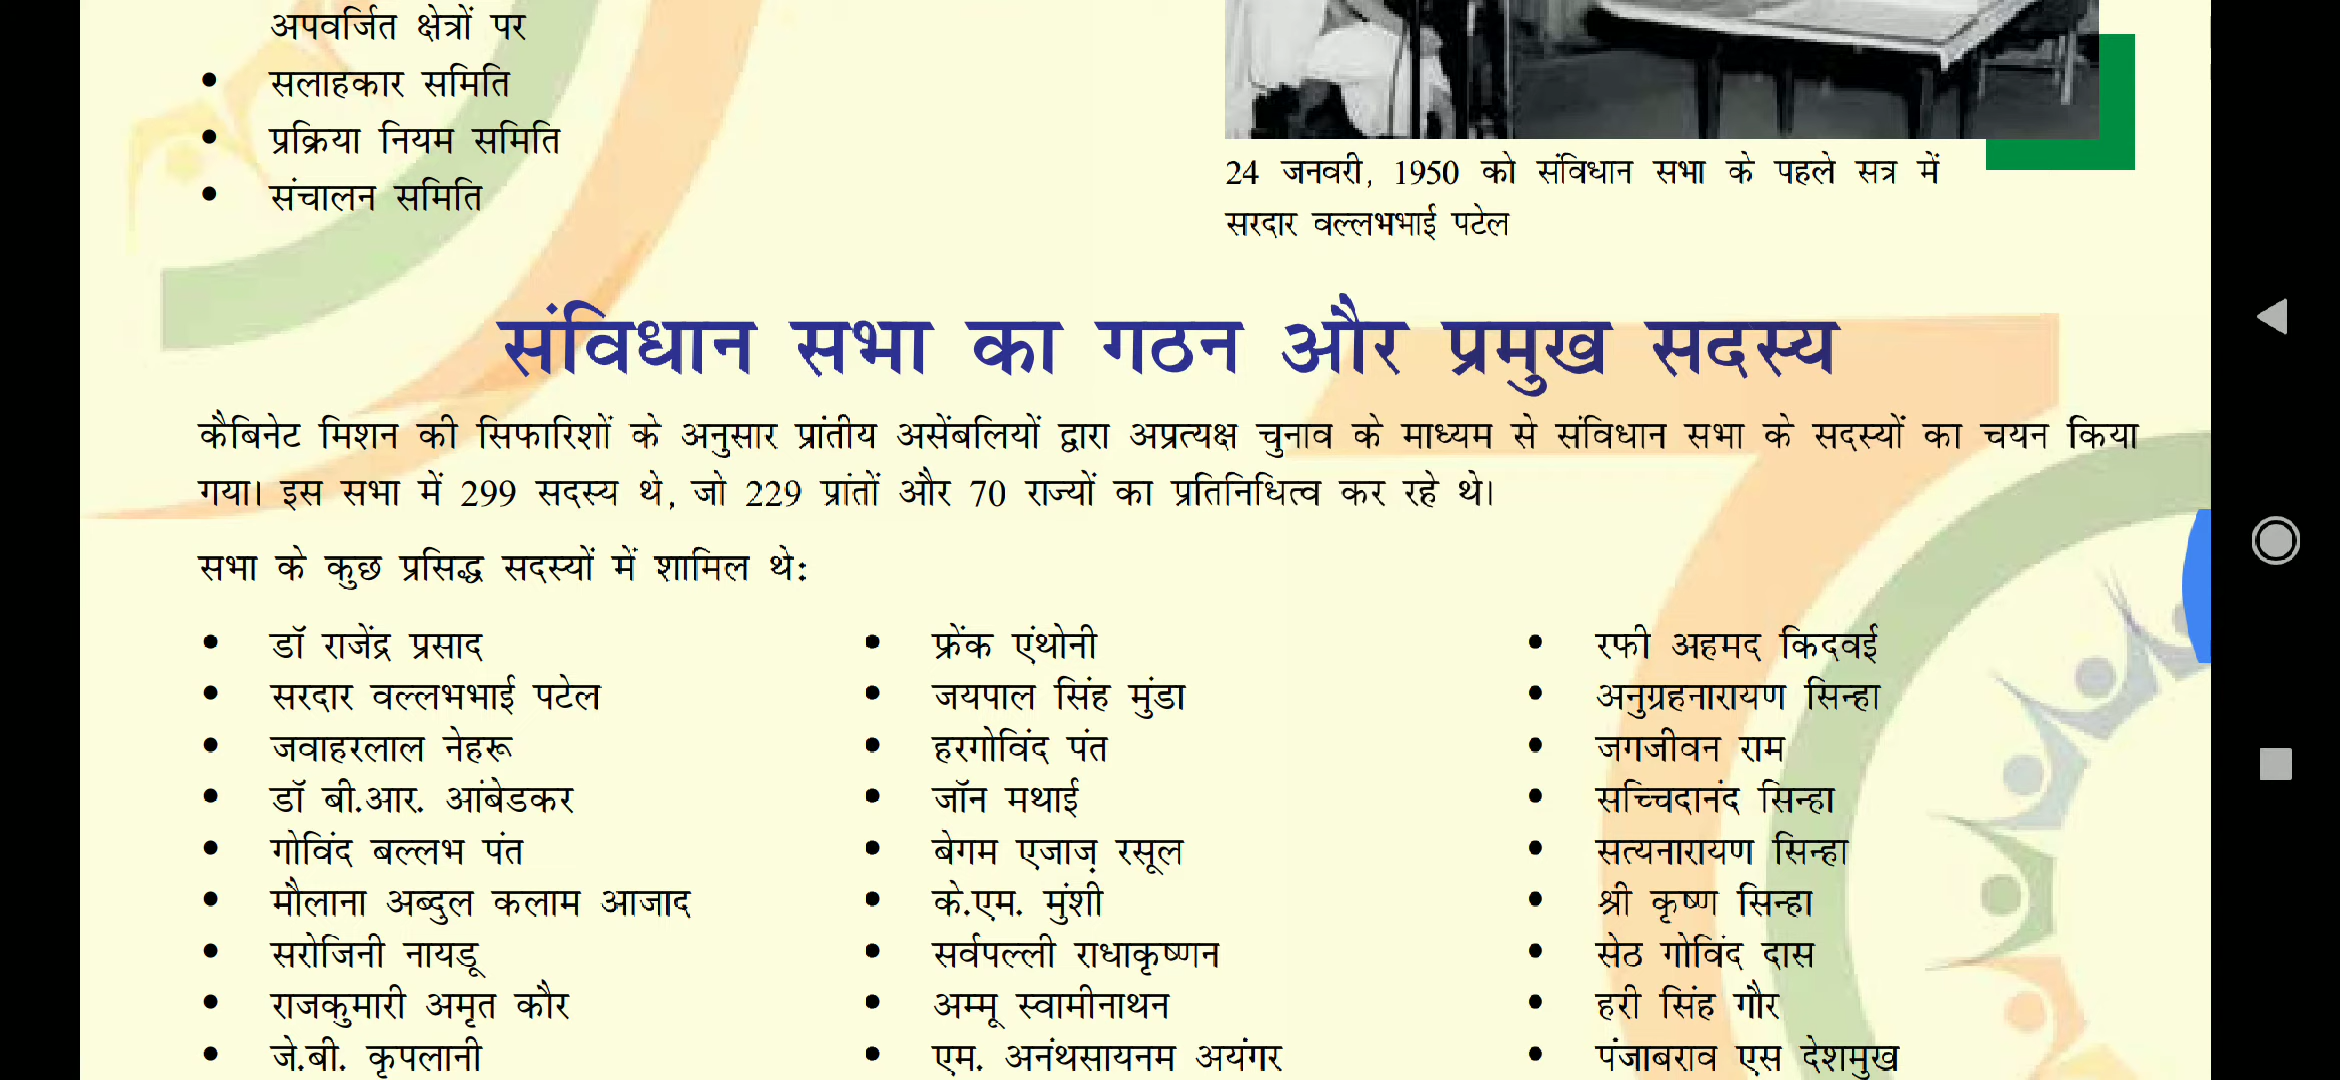 अपवर्जित क्षेत्रों पर
• सलाहकार समिति
• प्रक्रिया नियम समिति
• संचालन समिति
24 जनवरी, 1950 को संविधान सभा के पहले सत्र में
सरदार वल्लभभाई पटेल
संविधान सभा का गठन और प्रमुख सदस्य
कैबिनेट मिशन की सिफारिशों के अनुसार प्रांतीय असेंबलियों द्वारा अप्रत्यक्ष चुनाव के माध्यम से संविधान सभा के सदस्यों का चयन किया
गया। इस सभा में 299 सदस्य थे, जो 229 प्रांतों और 70 राज्यों का प्रतिनिधित्व कर रहे थे।
सभा के कुछ प्रसिद्ध सदस्यों में शामिल थे:
• डॉ राजेंद्र प्रसाद
• सरदार वल्लभभाई पटेल
• जवाहरलाल नेहरू
• डॉ बी.आर. आंबेडकर
• गोविंद बल्लभ पंत
• मौलाना अब्दुल कलाम आजाद
• सरोजिनी नायडू
• राजकुमारी अमृत कौर
• जे.बी. कृपलानी
• फ्रेंक एंथोनी
• जयपाल सिंह मुंडा
• हरगोविंद पंत
• जॉन मथाई
• बेगम एजाज़ रसूल
• के.एम. मुंशी
• सर्वपल्ली राधाकृष्णन
• अम्मू स्वामीनाथन
• एम. अनंथसायनम अयंगर
• रफी अहमद किदवई
• अनुग्रहनारायण सिन्हा
• जगजीवन राम
• सच्चिदानंद सिन्हा
• सत्यनारायण सिन्हा
• श्री कृष्ण सिन्हा
• सेठ गोविंद दास
• हरी सिंह गौर
• पंजाबराव एस देशमुख